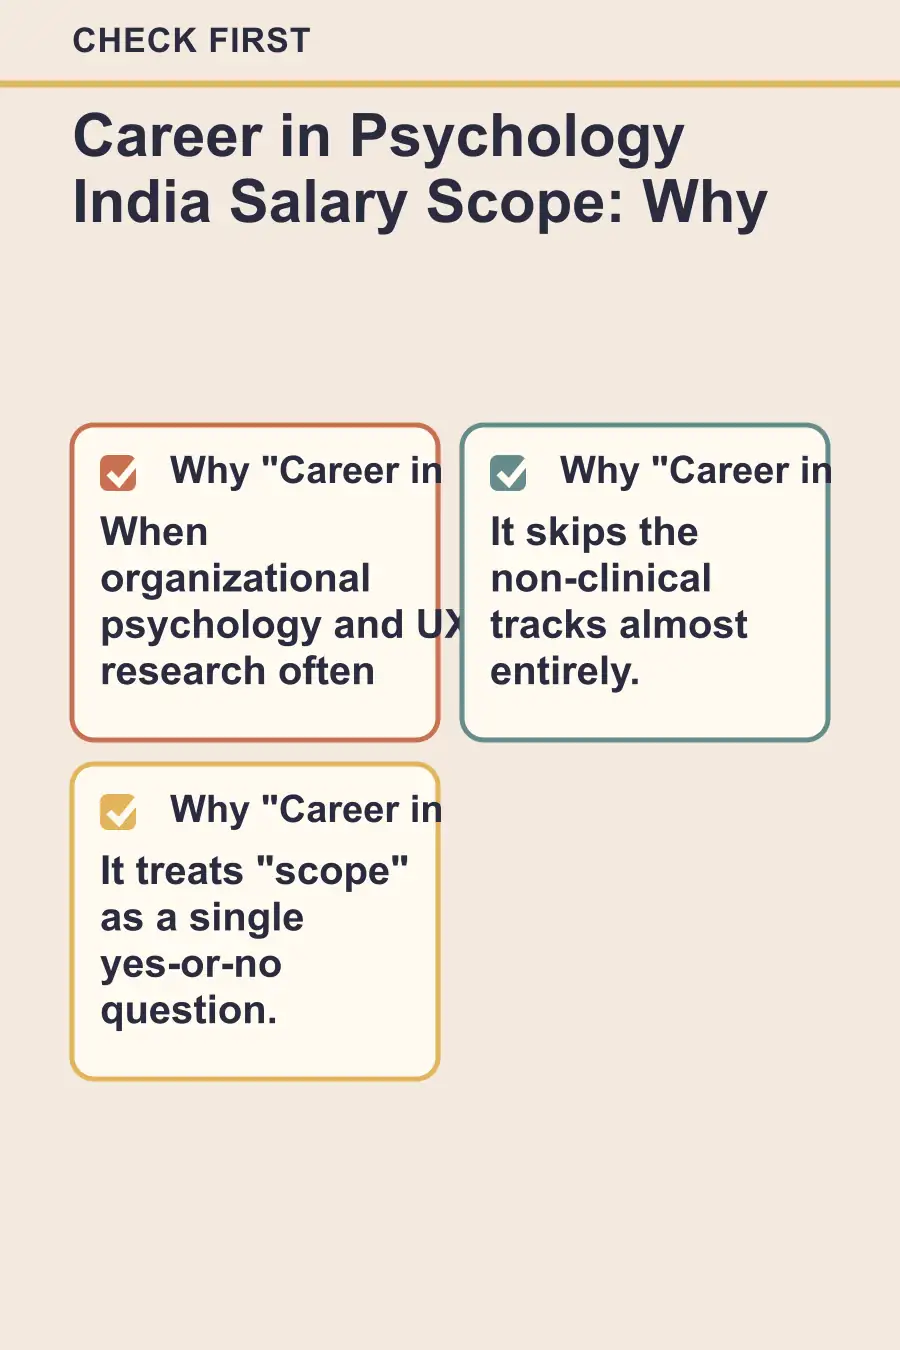 CHECK FIRST
Career in Psychology
India Salary Scope: Why
Why "Career in
When
organizational
psychology and UX
research often
Why "Career in
It skips the
non-clinical
tracks almost
entirely.
Why "Career in
It treats "scope"
as a single
yes-or-no
question.